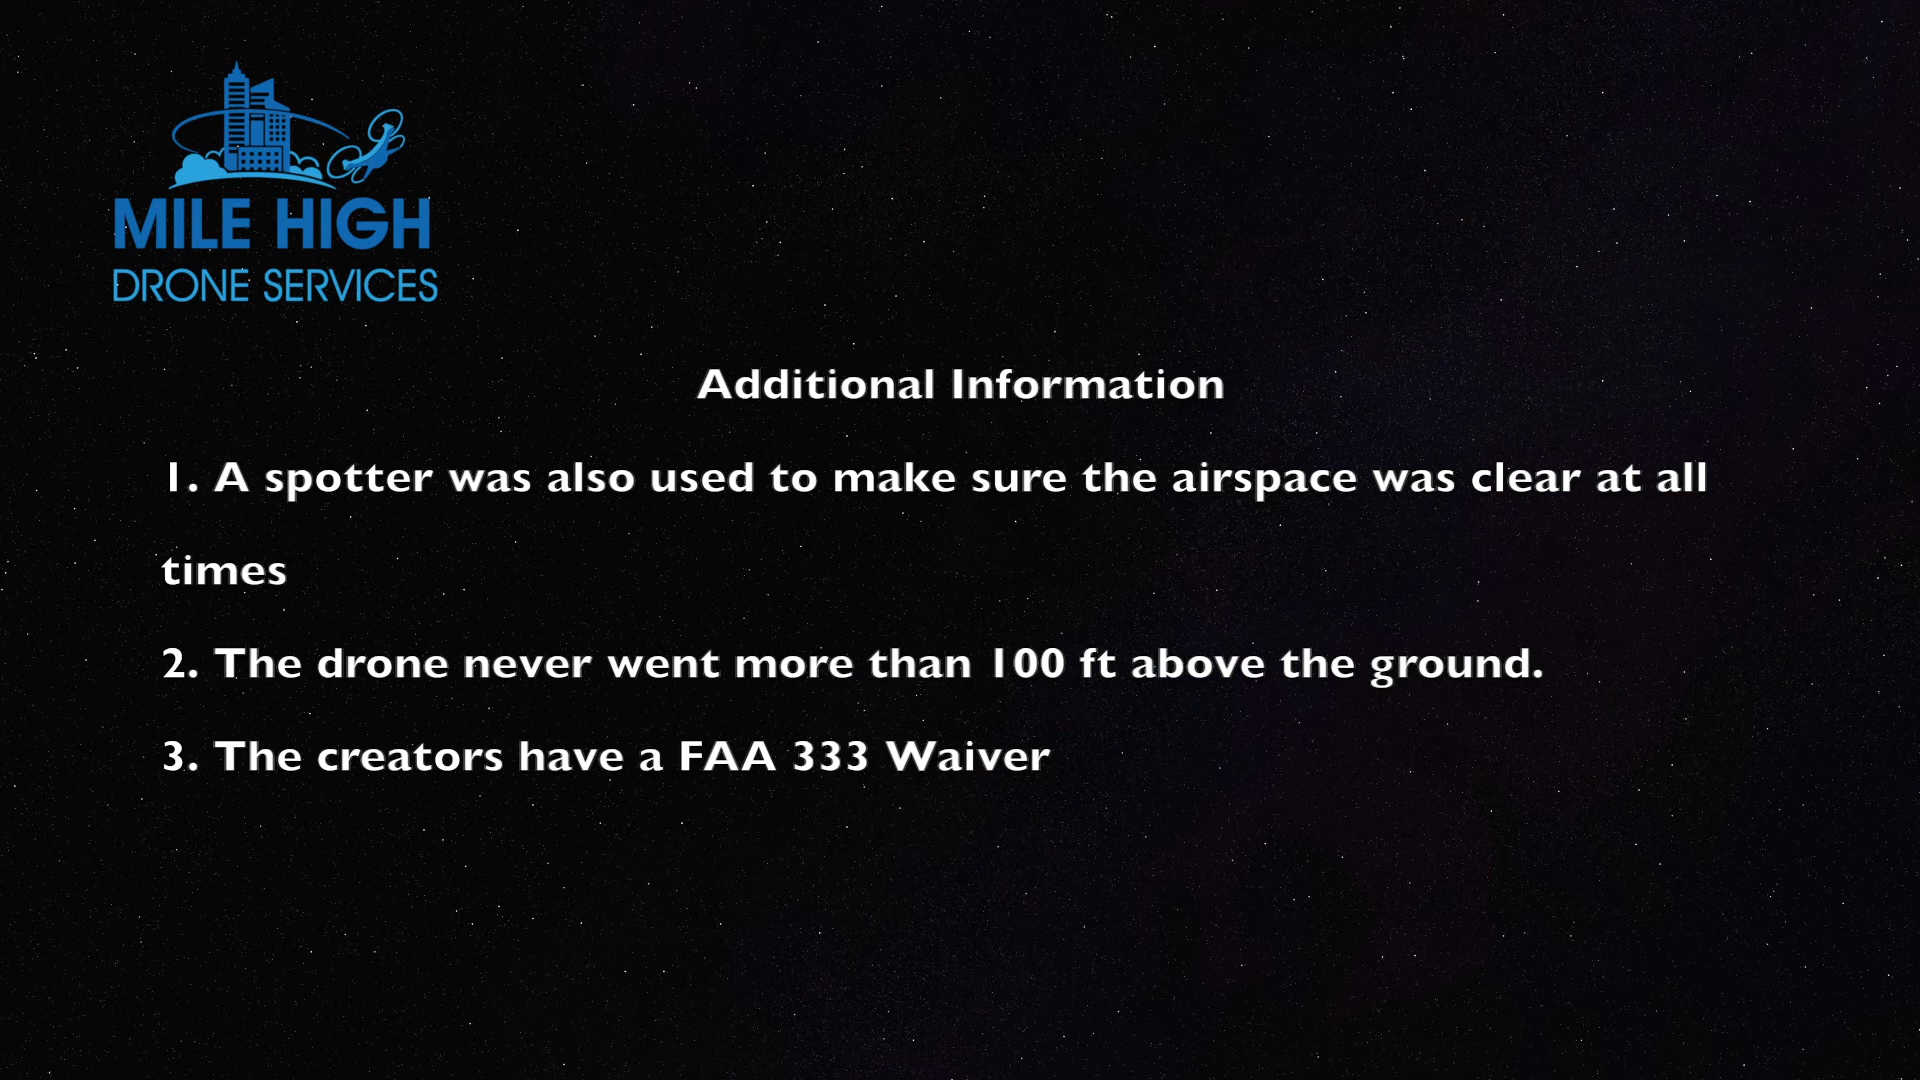 MILE HIGH
DRONE SERVICES
Additional Information
1. A spotter was also used to make sure the airspace was clear at all
times
2. The drone never went more than 100 ft above the ground.
3. The creators have a FAA 333 Waiver